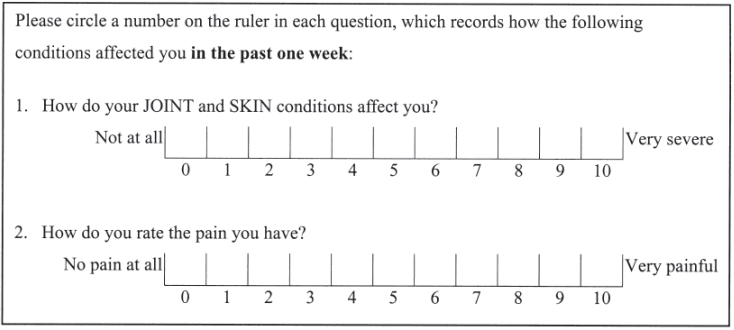 Please circle a number on the ruler in each question, which records how the following
conditions affected you in the past one week:
1. How do your JOINT and SKIN conditions affect you?
Not at all Very severe
0 1 2 3 4 5 6 7 8 9 10
2. How do you rate the pain you have?
No pain at all Very painful
0 1 2 3 4 5 6 7 8 9 10